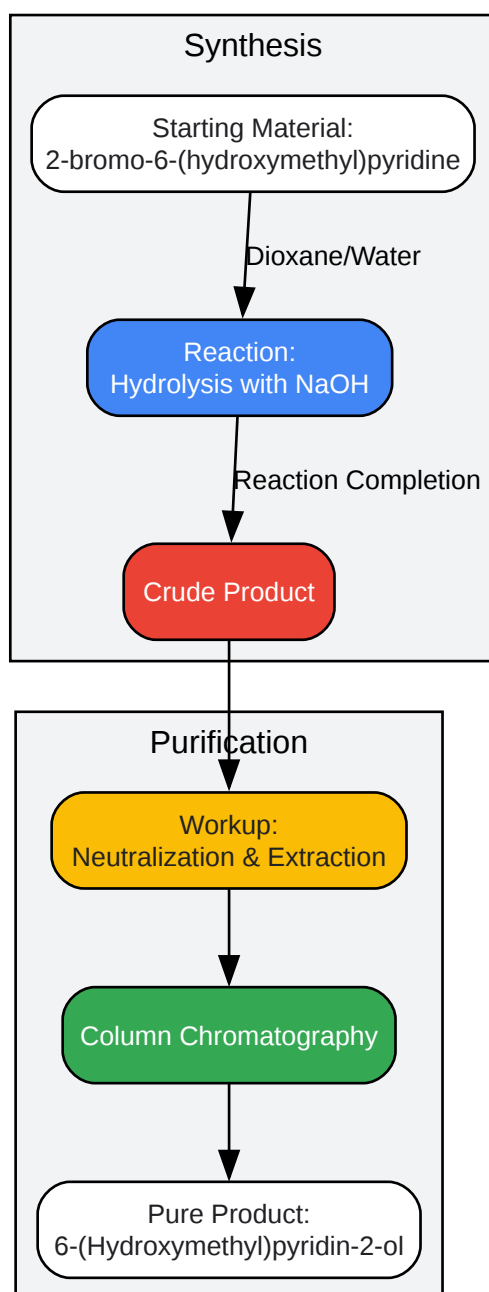 Synthesis
Starting Material:
2-bromo-6-(hydroxymethyl)pyridine
Dioxane/Water
Reaction:
Hydrolysis with NaOH
Reaction Completion
Crude Product
Purification
Workup:
Neutralization & Extraction
Column Chromatography
Pure Product:
6-(Hydroxymethyl)pyridin-2-ol